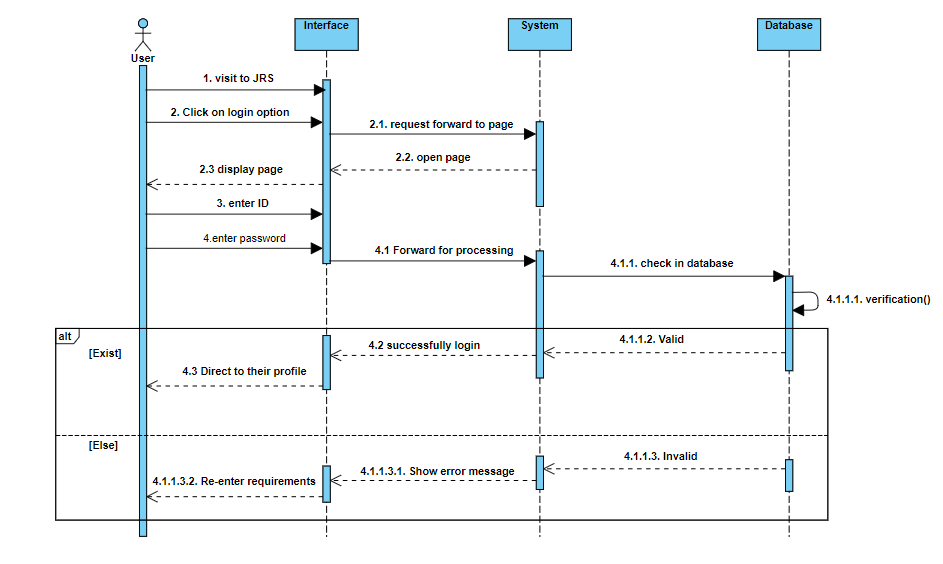 Interface
System
Database
User
1. visit to JRS
2. Click on login option
2.1. request forward to page
2.2. open page
2.3 display page
3. enter ID
4.enter password
4.1 Forward for processing
4.1.1. check in database
4.1.1.1. verification()
alt
[Exist]
4.1.1.2. Valid
4.2 successfully login
4.3 Direct to their profile
[Else]
4.1.1.3. Invalid
4.1.1.3.1. Show error message
4.1.1.3.2. Re-enter requirements